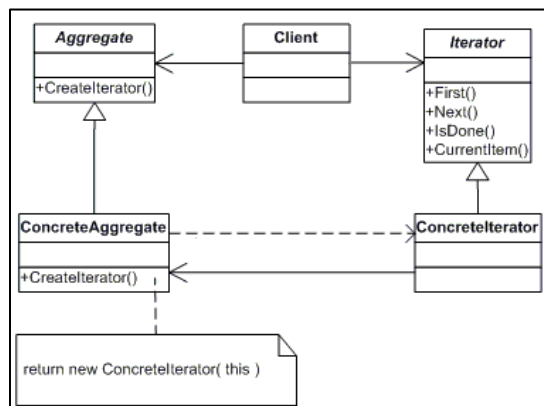 Aggregate
Client
Iterator
+CreateIterator()
+First()
+Next()
+IsDone()
+CurrentItem()
ConcreteAggregate
ConcreteIterator
+CreateIterator()
return new ConcreteIterator( this )